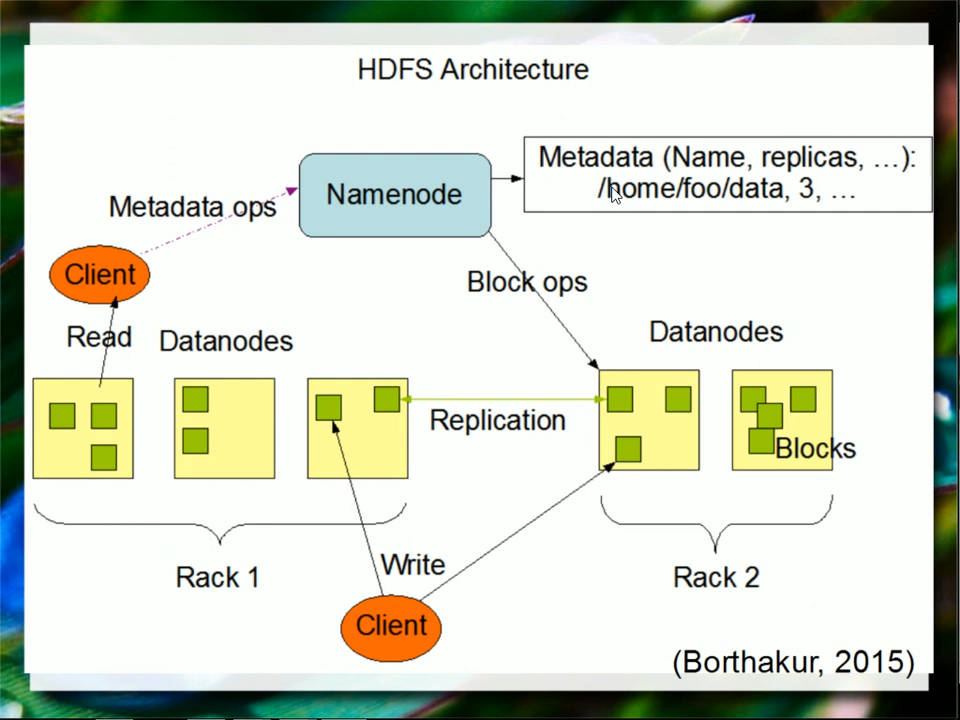 HDFS Architecture
Metadata (Name, replicas, …):
/home/foo/data, 3, …
Namenode
Metadata ops
Client
Block ops
Read
Datanodes
Datanodes
Replication
Blocks
Rack 1
Write
Rack 2
Client
(Borthakur, 2015)